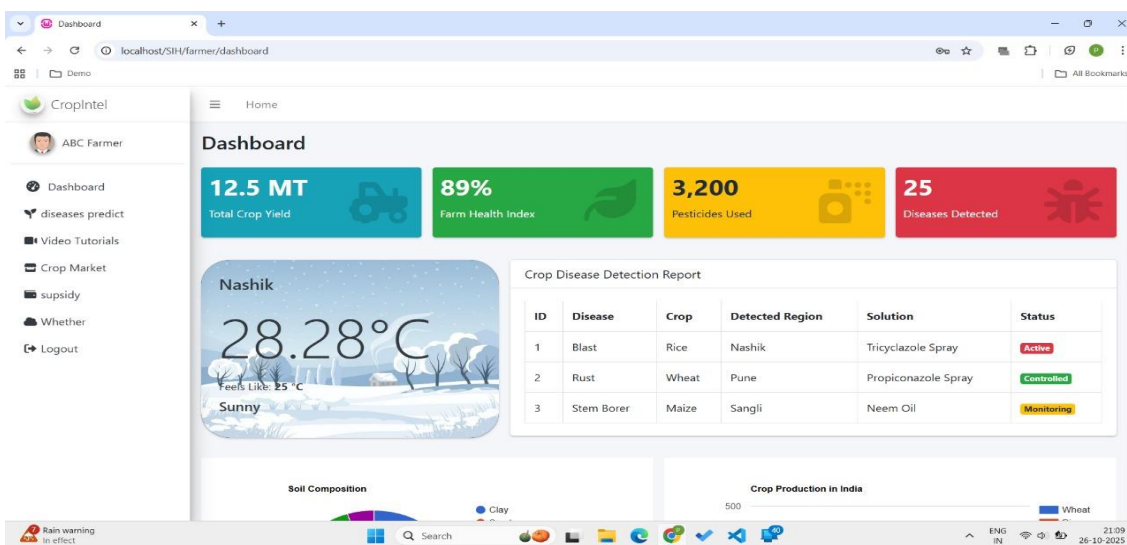 Dashboard
localhost/SIH/farmer/dashboard
P
Demo
All Bookmarks
CropIntel
Home
ABC Farmer
Dashboard
diseases predict
Video Tutorials
Crop Market
supsidy
Whether
Logout
Dashboard
12.5 MT
Total Crop Yield
89%
Farm Health Index
3,200
Pesticides Used
25
Diseases Detected
Nashik
28.28°C
Feels Like: 25 °C
Sunny
Crop Disease Detection Report
ID Disease Crop Detected Region Solution Status
1 Blast Rice Nashik Tricyclazole Spray Active
2 Rust Wheat Pune Propiconazole Spray Controlled
3 Stem Borer Maize Sangli Neem Oil Monitoring
Soil Composition
Clay
Crop Production in India
500
Wheat
Rain warning
In effect
Search
40
ENG
IN
21:09
26-10-2025